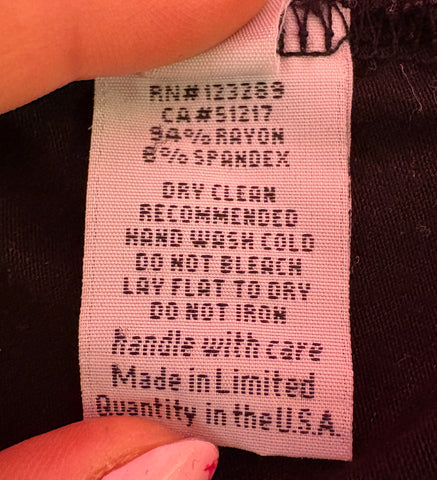 RN#123289
CA#51217
94%RAYON
6%SPANDEX
DRY CLEAN
RECOMMENDED
HAND WASH COLD
DO NOT BLEACH
LAY FLAT TO DRY
DO NOT IRON
handle with care
Made in Limited
Quantity in the U.S.A.